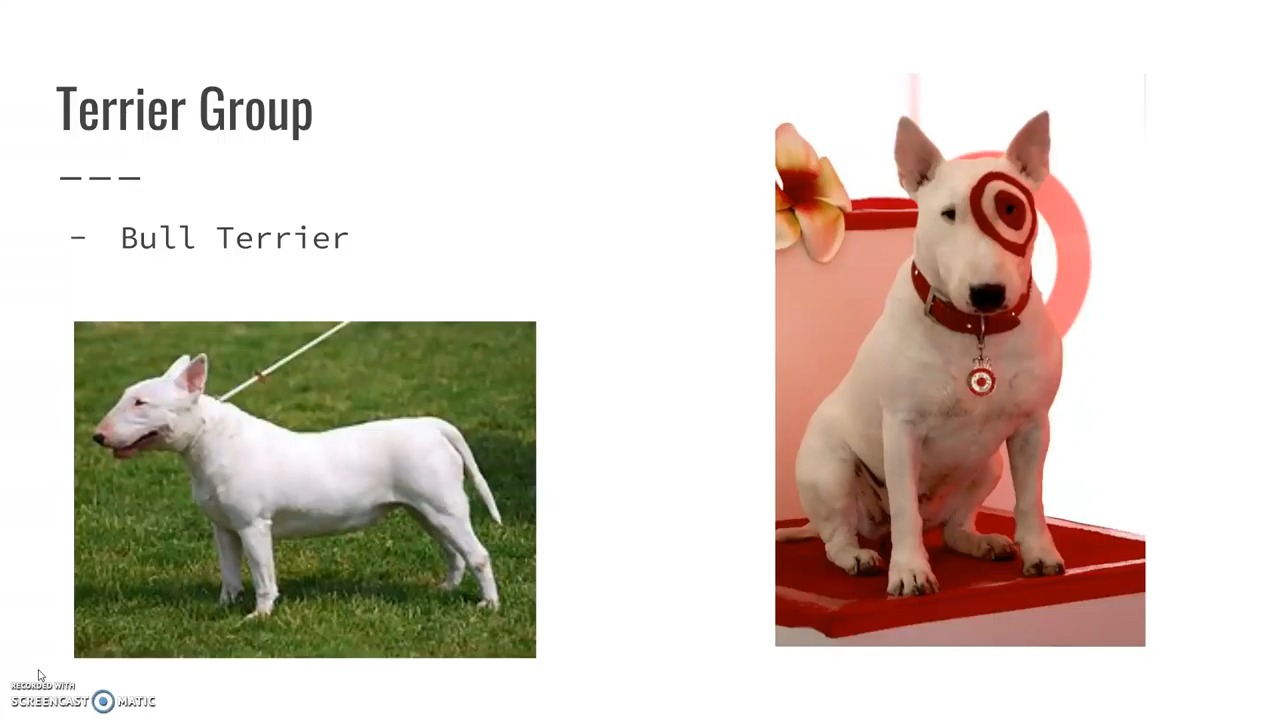 Terrier Group
---
- Bull Terrier
RECORDED WITH
SCREENCAST MATIC